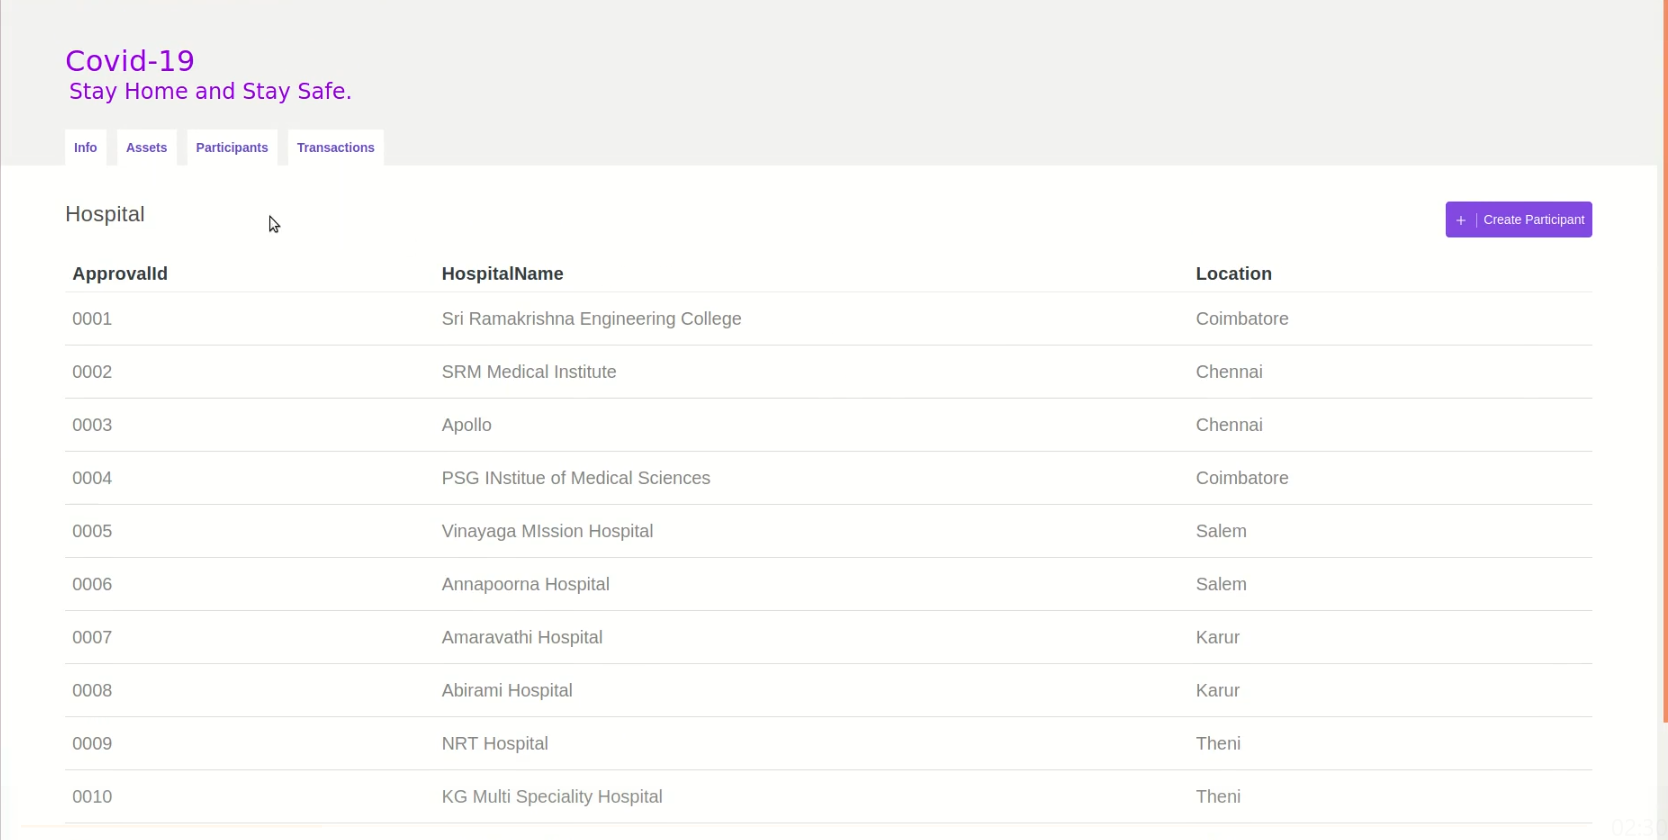 Covid-19
Stay Home and Stay Safe.
Info Assets Participants Transactions
Hospital
+ | Create Participant
ApprovalId HospitalName Location
0001 Sri Ramakrishna Engineering College Coimbatore
0002 SRM Medical Institute Chennai
0003 Apollo Chennai
0004 PSG INstitue of Medical Sciences Coimbatore
0005 Vinayaga MIssion Hospital Salem
0006 Annapoorna Hospital Salem
0007 Amaravathi Hospital Karur
0008 Abirami Hospital Karur
0009 NRT Hospital Theni
0010 KG Multi Speciality Hospital Theni